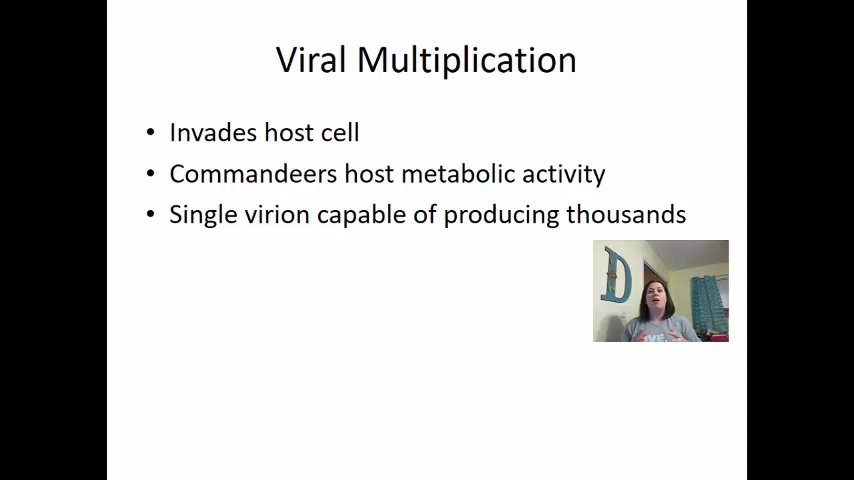 Viral Multiplication
• Invades host cell
• Commandeers host metabolic activity
• Single virion capable of producing thousands
D